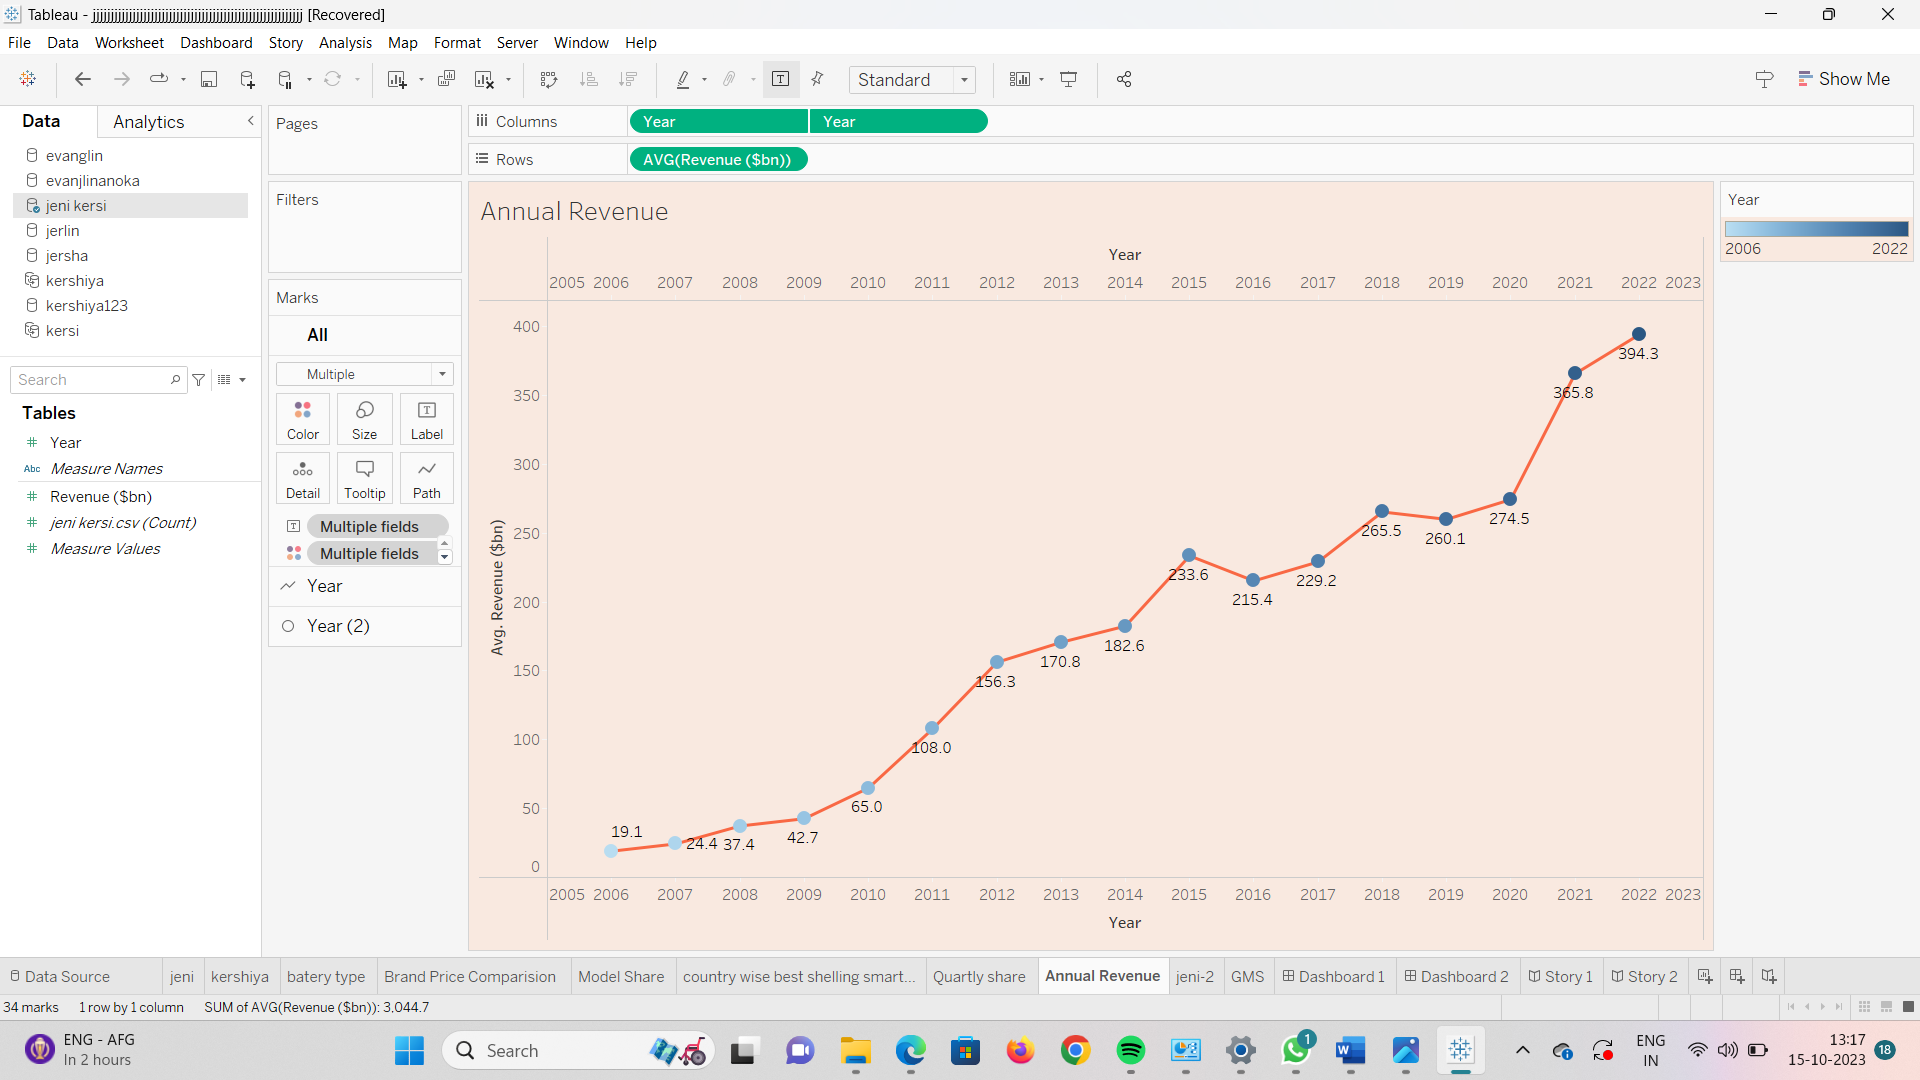 Tableau - jjjjjjjjjjjjjjjjjjjjjjjjjjjjjjjjjjjjjjjjjjjjjjjjjjjjjjjjj [Recovered]
File Data Worksheet Dashboard Story Analysis Map Format Server Window Help
Standard
Show Me
Data
Analytics
evanglin
evanjlinanoka
jeni kersi
jerlin
jersha
kershiya
kershiya123
kersi
Search
Tables
Year
Abc Measure Names
Revenue ($bn)
jeni kersi.csv (Count)
Measure Values
Pages
Filters
Marks
All
Multiple
Color Size Label
Detail Tooltip Path
Multiple fields
Multiple fields
Year
Year (2)
Columns Year Year
Rows AVG(Revenue ($bn))
Annual Revenue
Year
2005 2006 2007 2008 2009 2010 2011 2012 2013 2014 2015 2016 2017 2018 2019 2020 2021 2022 2023
400
350
300
250
200
150
100
50
0
Avg. Revenue ($bn)
19.1
24.4
37.4
42.7
65.0
108.0
156.3
170.8
182.6
233.6
215.4
229.2
265.5
260.1
274.5
365.8
394.3
2005 2006 2007 2008 2009 2010 2011 2012 2013 2014 2015 2016 2017 2018 2019 2020 2021 2022 2023
Year
Year
2006 2022
Data Source jeni kershiya batery type Brand Price Comparision Model Share country wise best shelling smart... Quartly share Annual Revenue jeni-2 GMS Dashboard 1 Dashboard 2 Story 1 Story 2
34 marks 1 row by 1 column SUM of AVG(Revenue ($bn)): 3,044.7
ENG - AFG
In 2 hours
Search
1
ENG
IN
13:17
15-10-2023
18